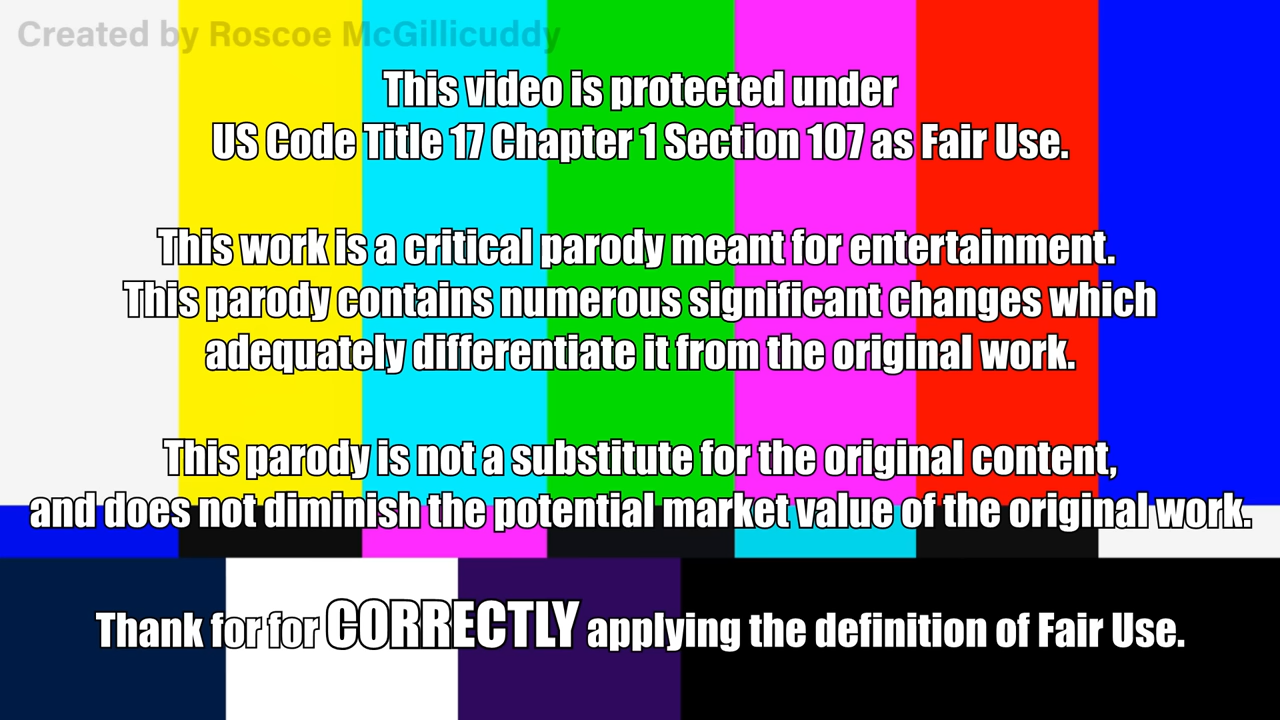 Created by Roscoe McGillicuddy
This video is protected under
US Code Title 17 Chapter 1 Section 107 as Fair Use.
This work is a critical parody meant for entertainment.
This parody contains numerous significant changes which
adequately differentiate it from the original work.
This parody is not a substitute for the original content,
and does not diminish the potential market value of the original work.
Thank for for CORRECTLY applying the definition of Fair Use.